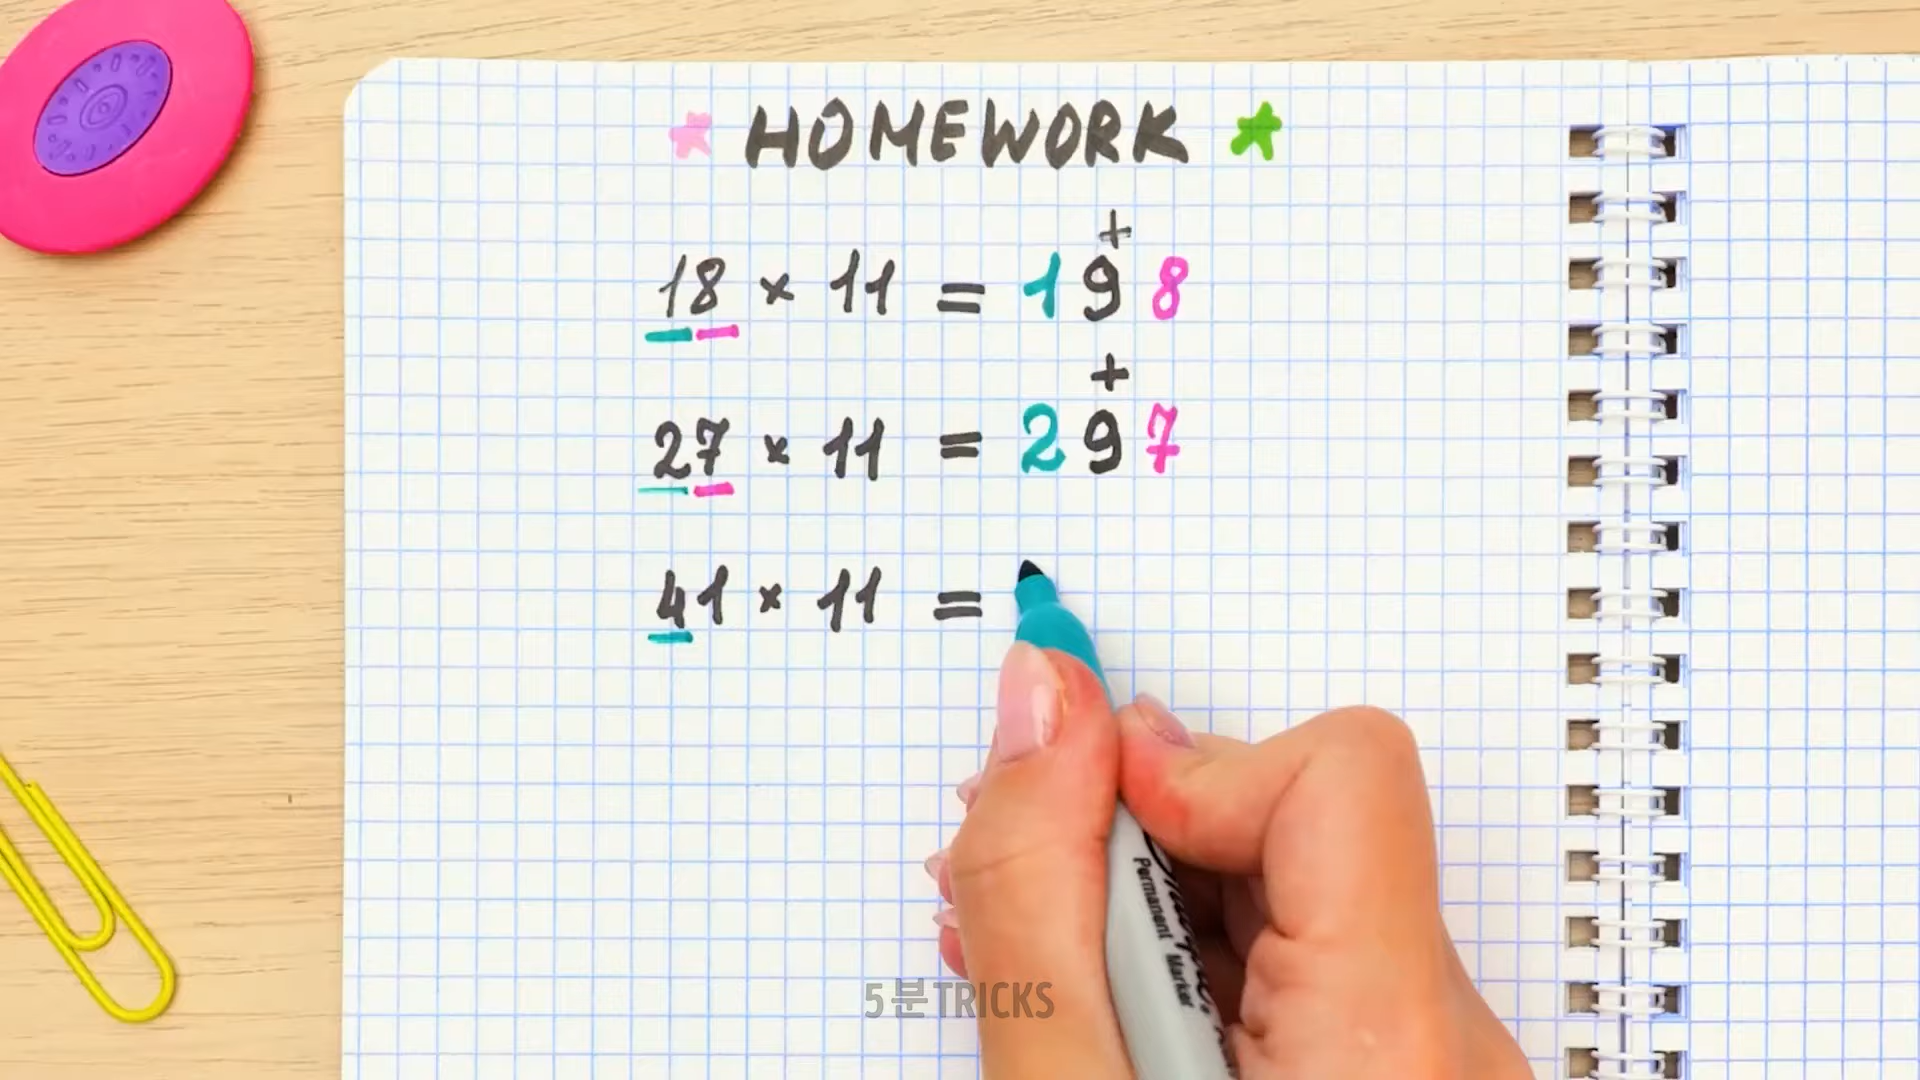 HOMEWORK
+
18 × 11 = 198
+
27 × 11 = 297
41 × 11 =
Permanent Marker
5분TRICKS